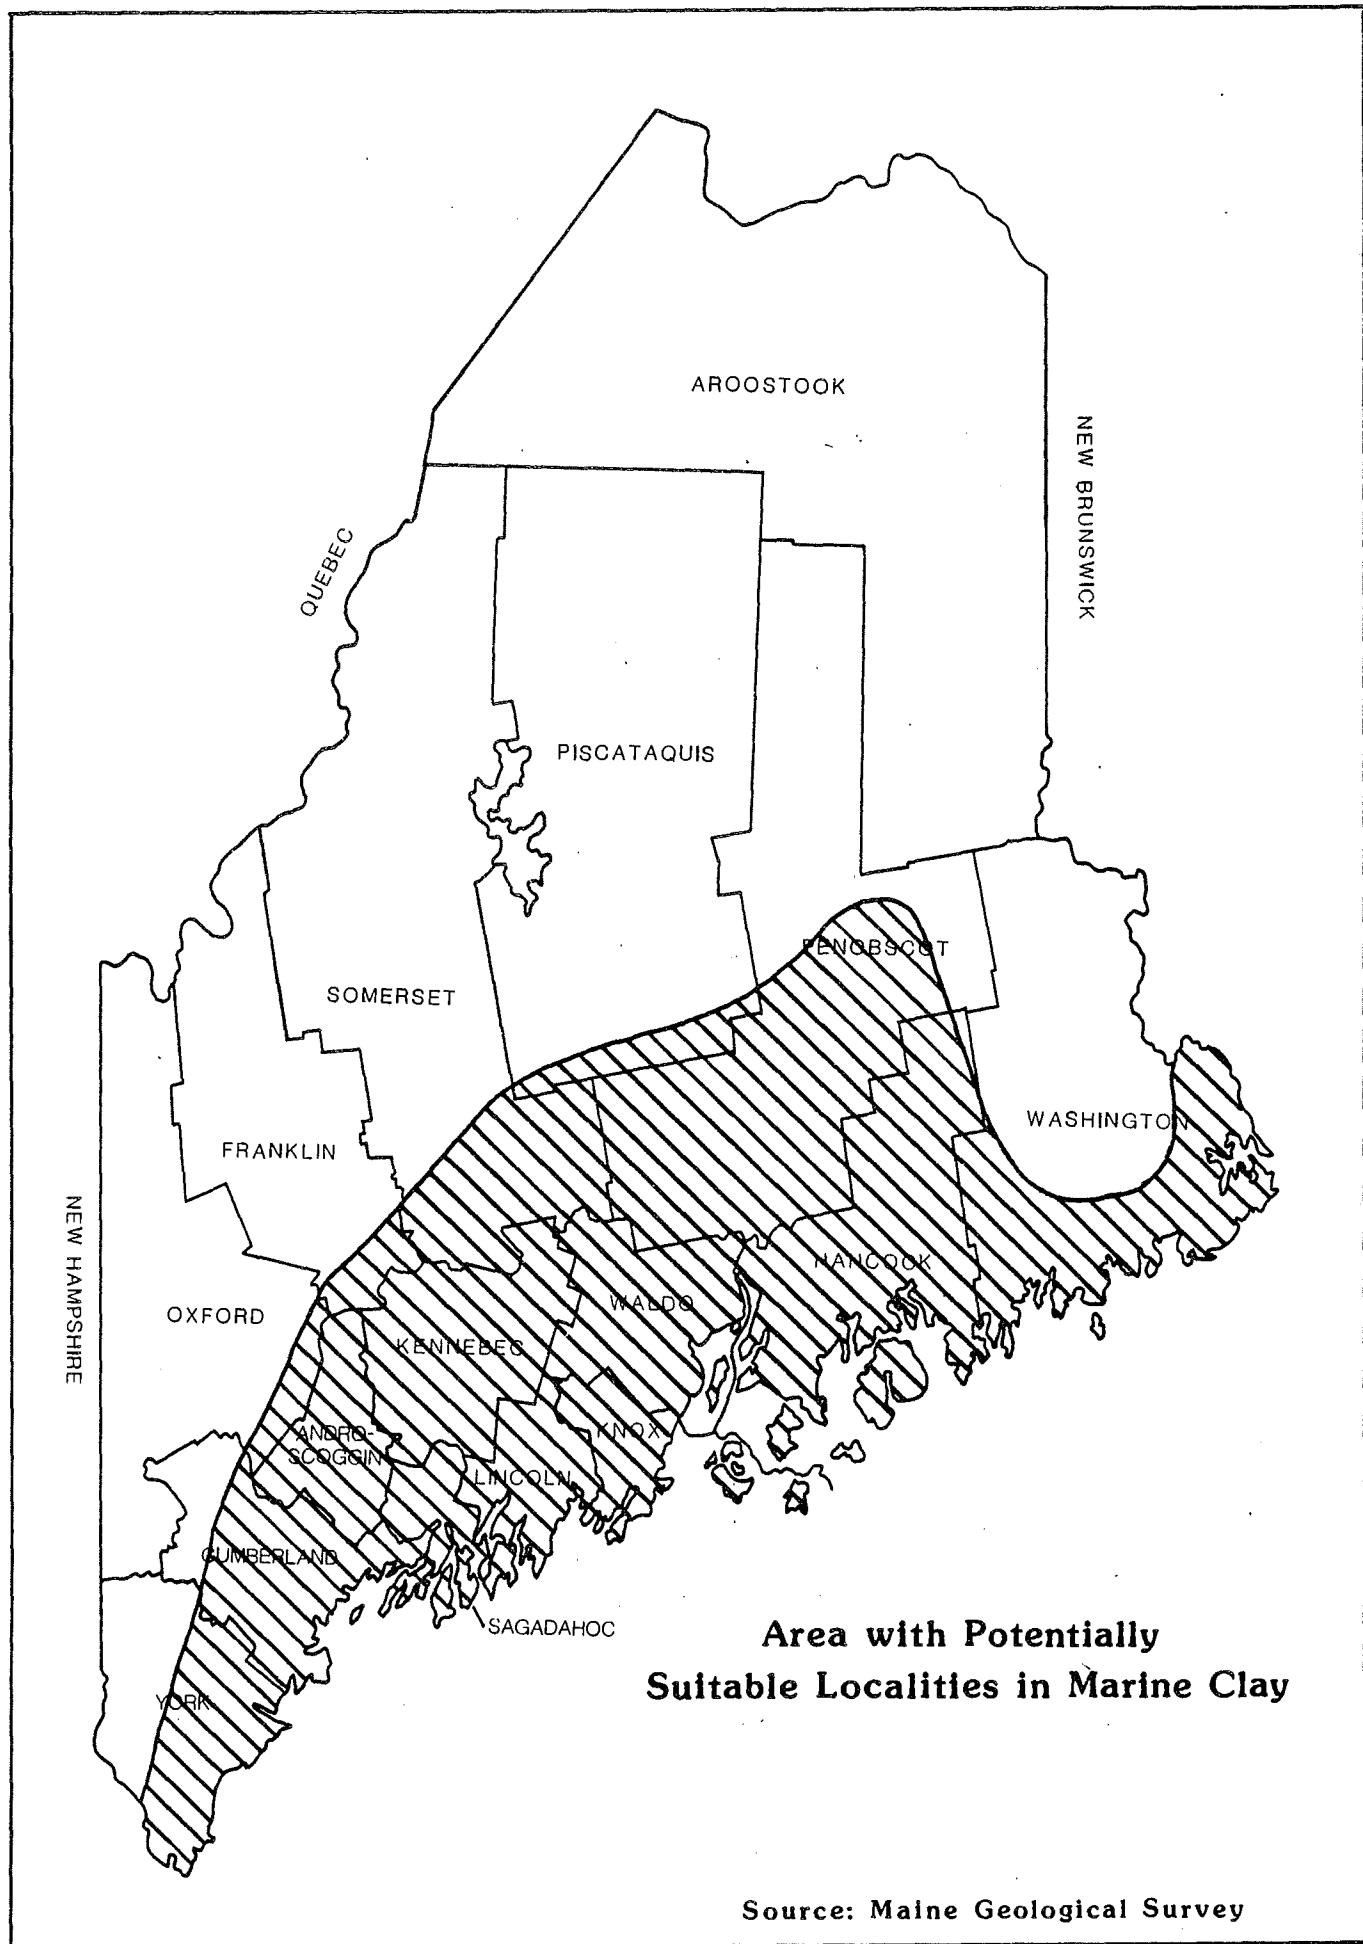 AROOSTOOK
NEW BRUNSWICK
QUEBEC
PISCATAQUIS
PENOBSCOT
SOMERSET
WASHINGTON
FRANKLIN
NEW HAMPSHIRE
HANCOCK
WALDO
OXFORD
KENNEBEC
KNOX
ANDRO-
SCOGGIN
LINCOLN
CUMBERLAND
SAGADAHOC
YORK
Area with Potentially
Suitable Localities in Marine Clay
Source: Maine Geological Survey